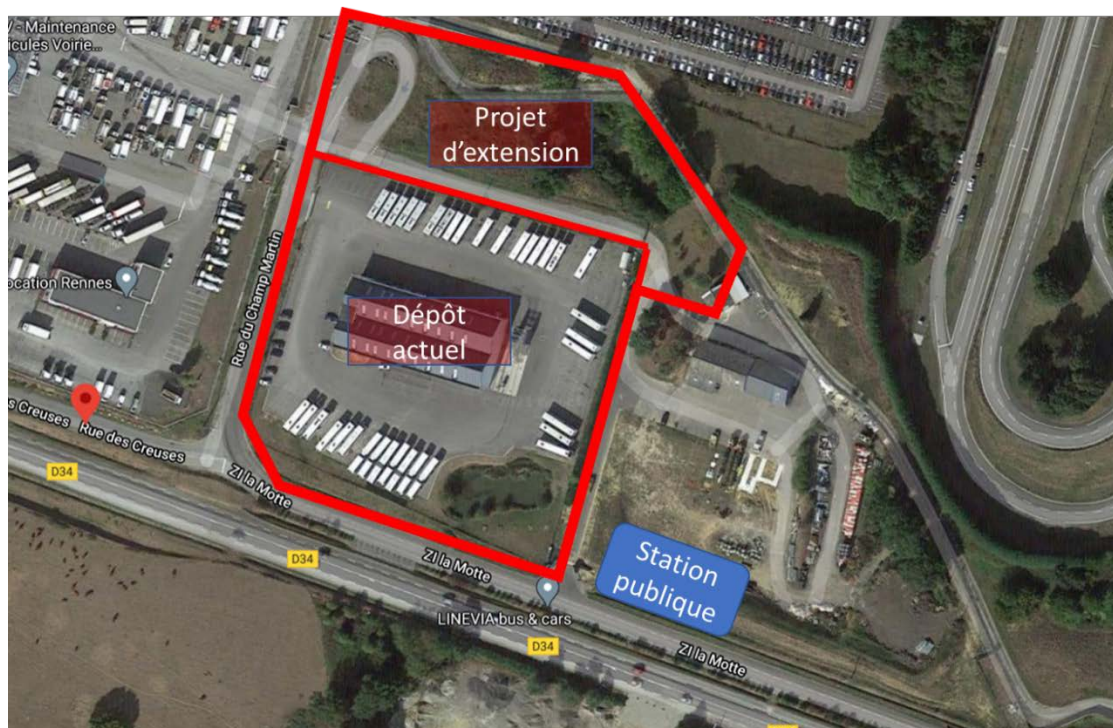 V - Maintenance
icules Voirie...
Projet
d'extension
Rue du Champ Martin
ocation Rennes
Dépôt
actuel
s Creuses
Rue des Creuses
D34
ZI la Motte
D34
ZI la Motte
Station
publique
LINEVIA bus & cars
D34
ZI la Motte